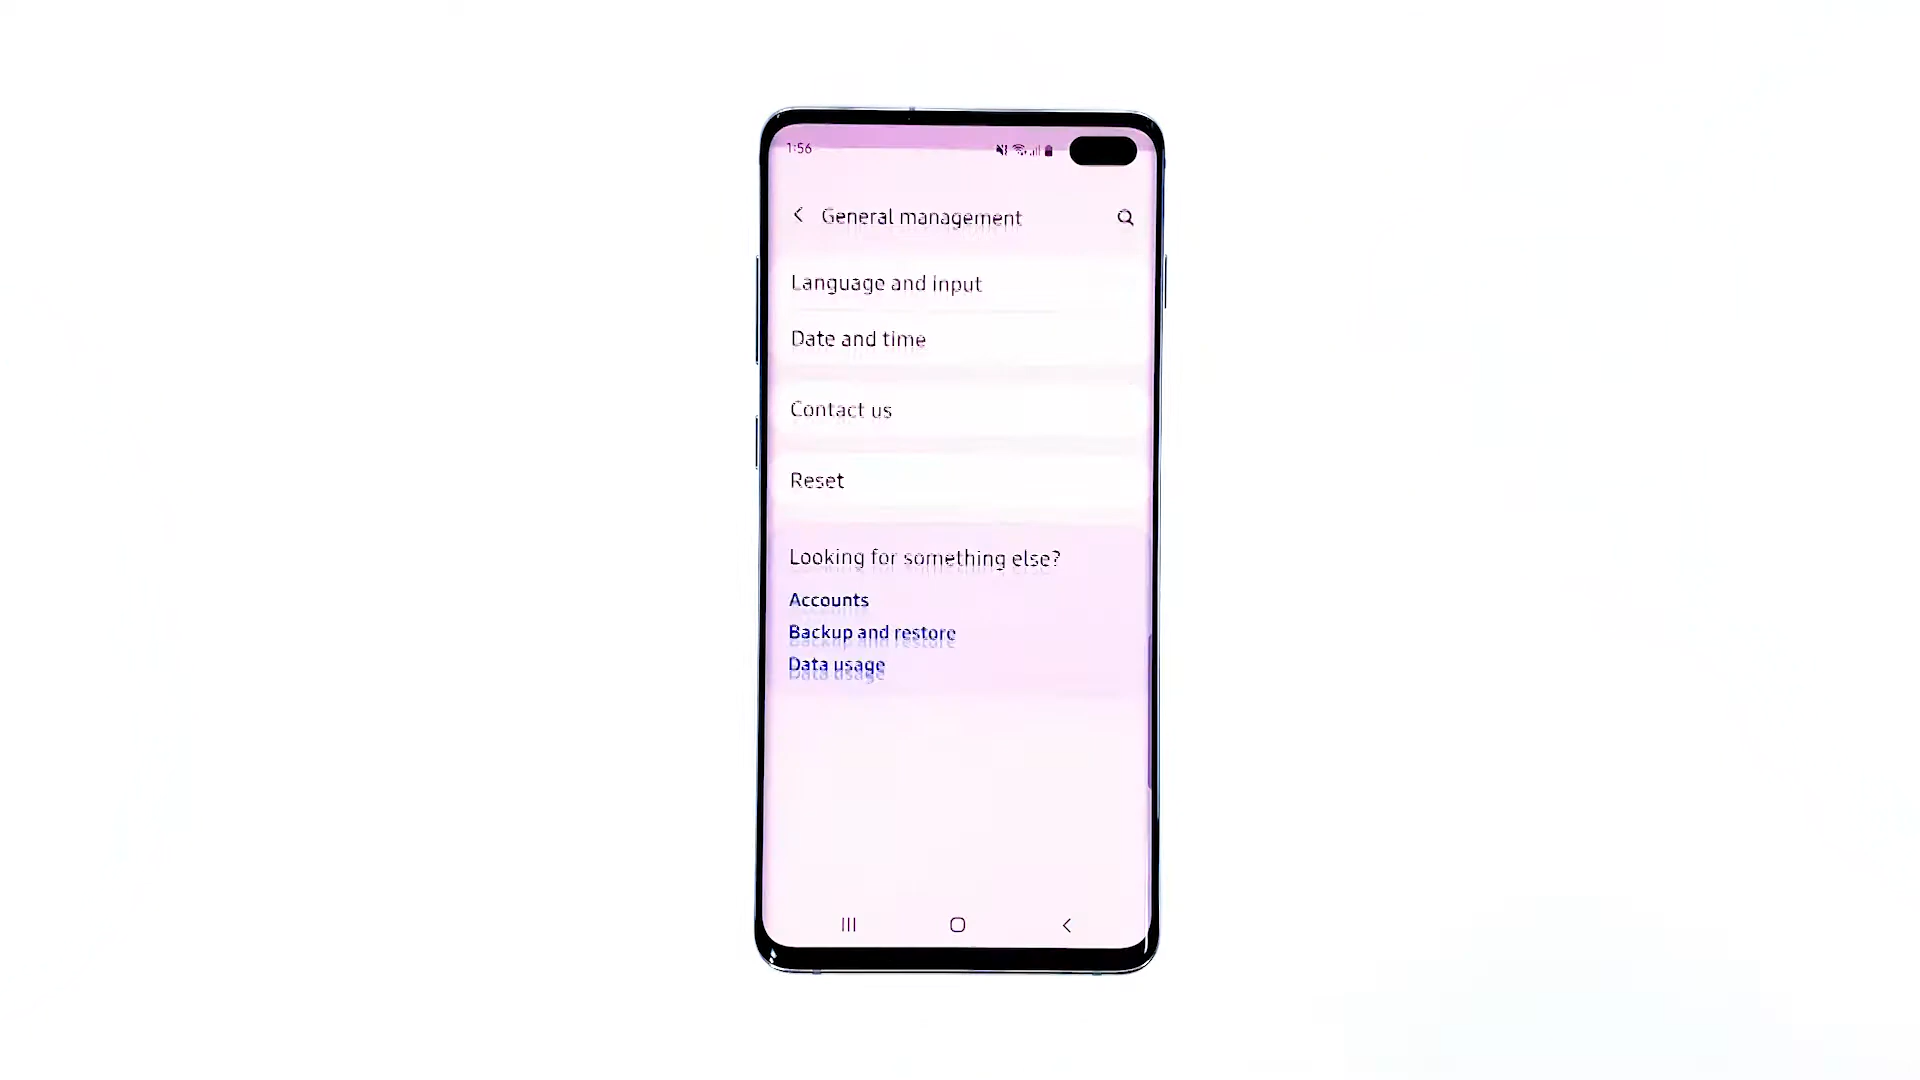 1:56
General management
Language and input
Date and time
Contact us
Reset
Looking for something else?
Accounts
Backup and restore
Data usage